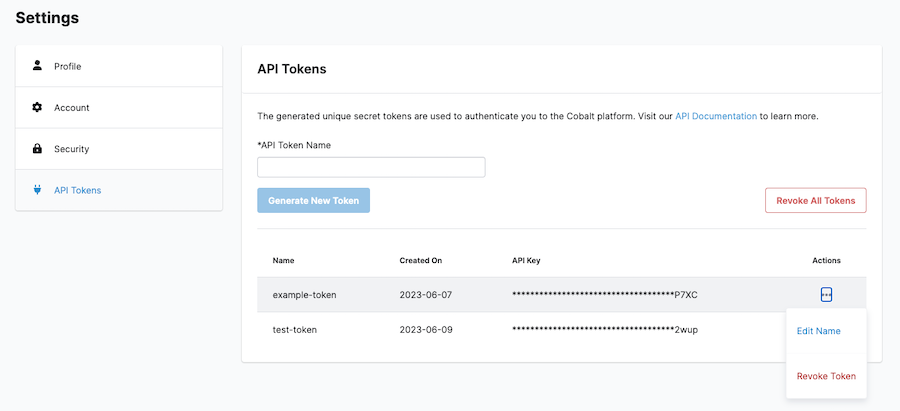 Settings
Profile
Account
Security
API Tokens
API Tokens
The generated unique secret tokens are used to authenticate you to the Cobalt platform. Visit our API Documentation to learn more.
*API Token Name
Generate New Token
Revoke All Tokens
Name Created On API Key Actions
example-token 2023-06-07 ************************************P7XC
test-token 2023-06-09 ************************************2wup
Edit Name
Revoke Token